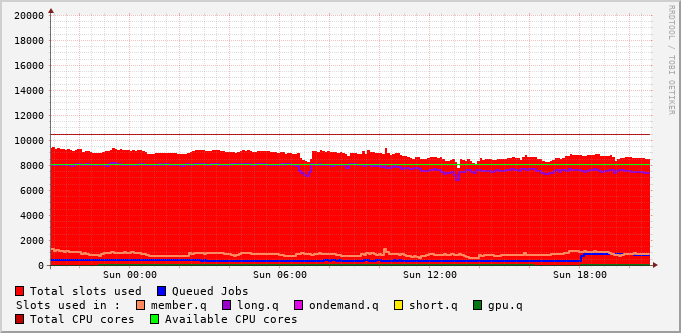 20000
18000
16000
14000
12000
10000
8000
6000
4000
2000
0
Sun 00:00 Sun 06:00 Sun 12:00 Sun 18:00
RRDTOOL / TOBI OETIKER
Total slots used Queued Jobs
Slots used in : member.q long.q ondemand.q short.q gpu.q
Total CPU cores Available CPU cores